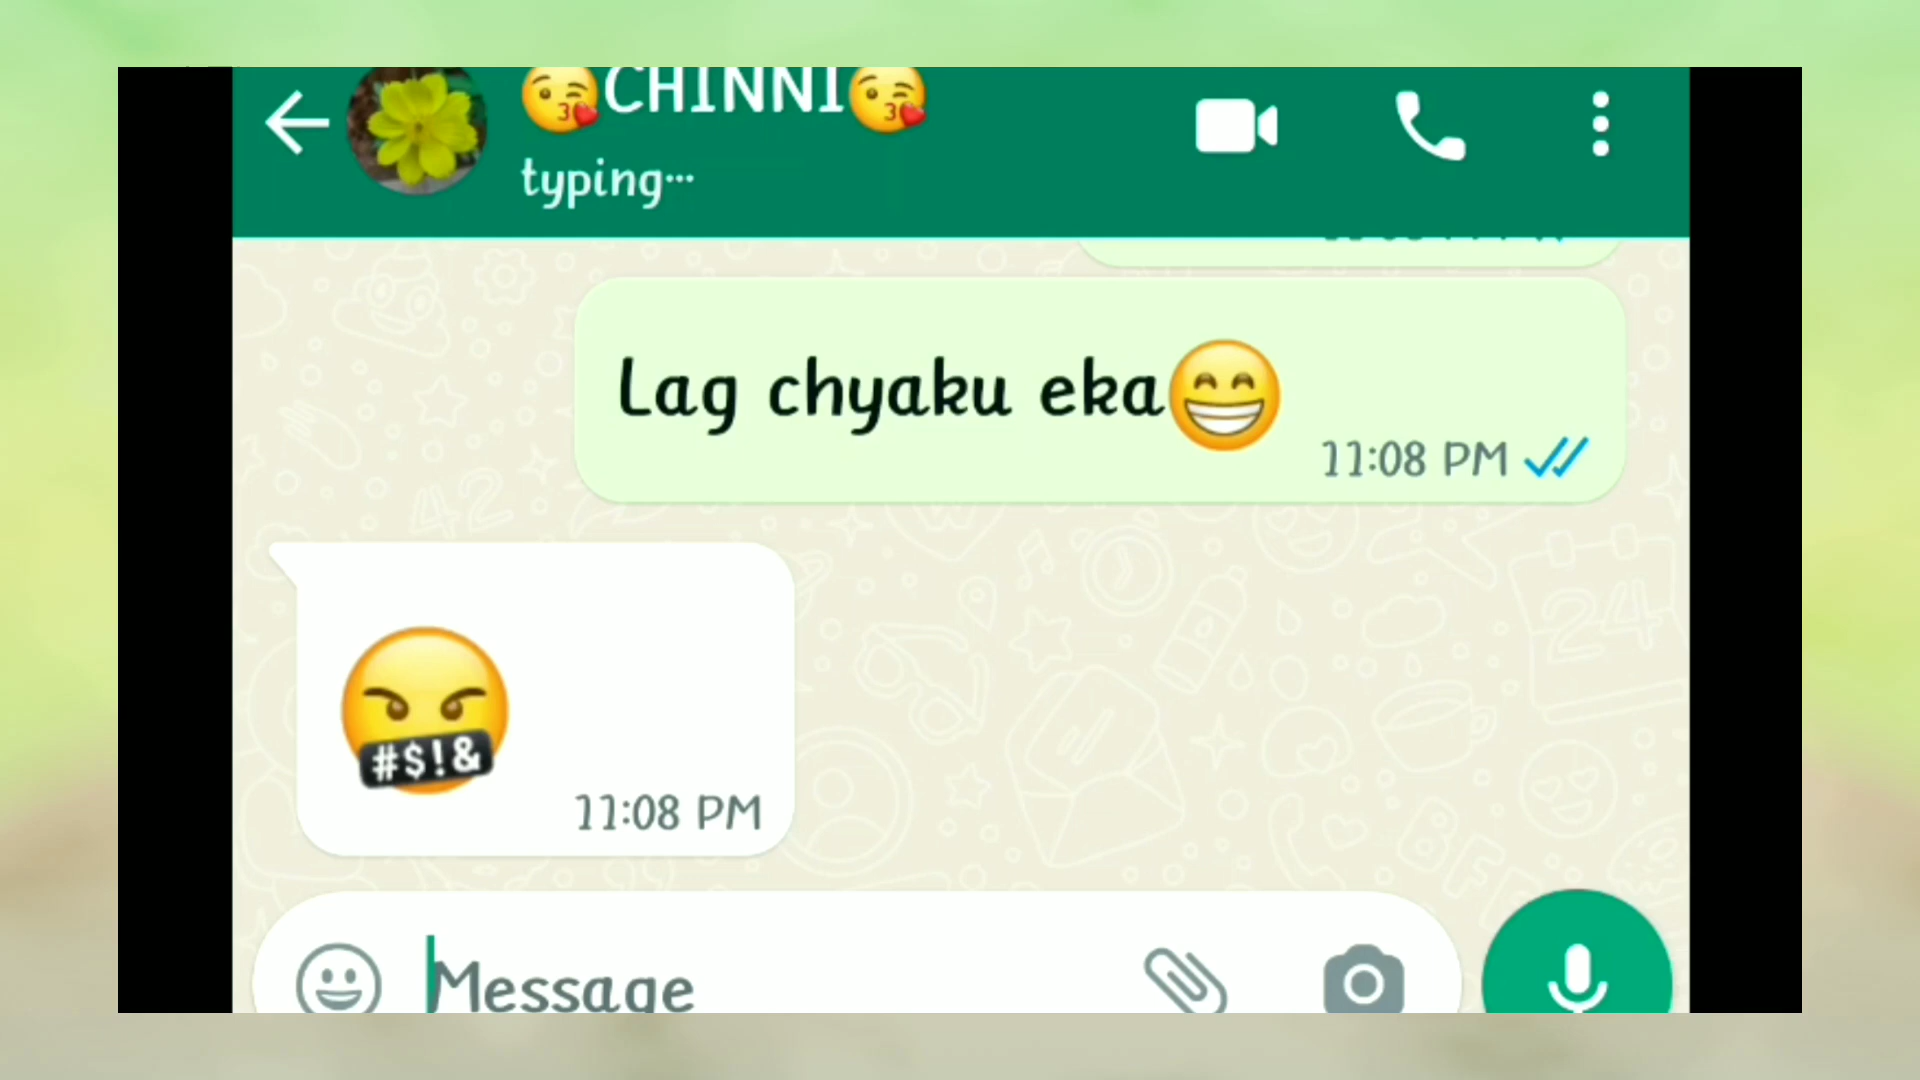 😘CHINNI😘
typing...
Lag chyaku eka😁
11:08 PM
#$!&
11:08 PM
Message